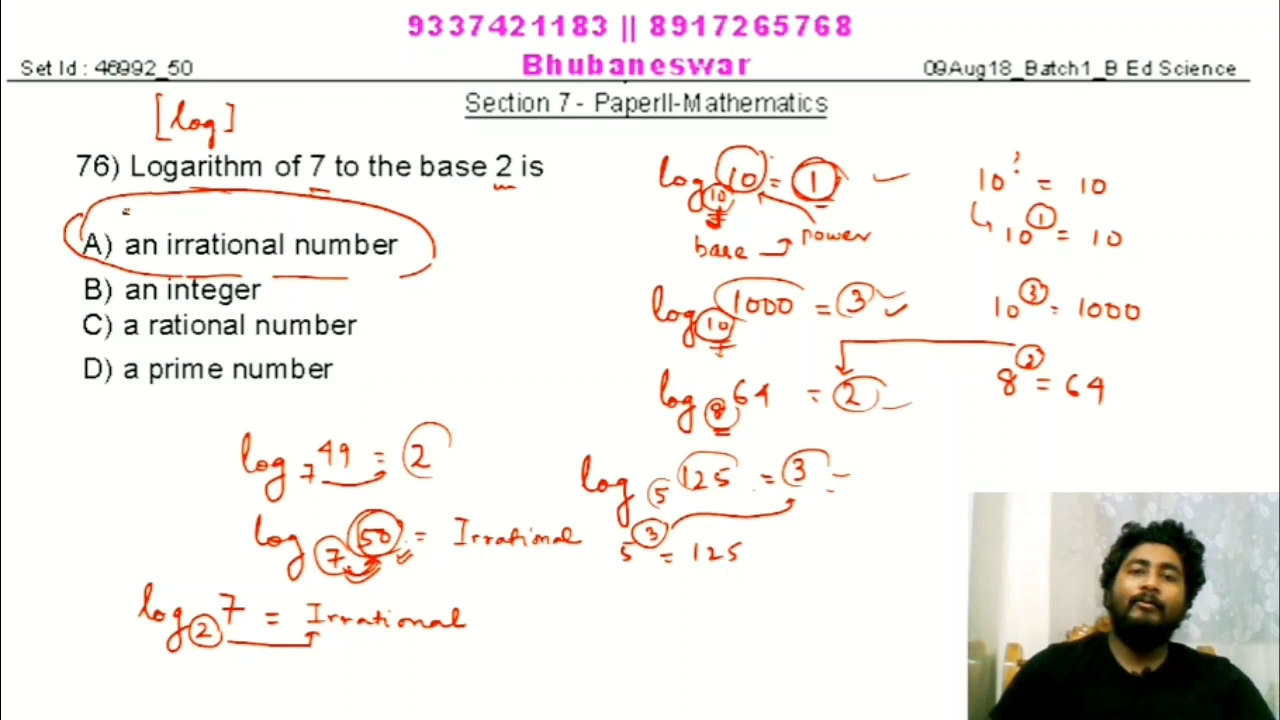 9337421183 || 8917265768
Bhubaneswar
Set Id : 46992_50
09Aug18_Batch1_B Ed Science
Section 7 - PaperII-Mathematics
[log]
76) Logarithm of 7 to the base 2 is
A) an irrational number
B) an integer
C) a rational number
D) a prime number
log₁₀ 10 = 1
base power
10^? = 10
10^1 = 10
log₁₀ 1000 = 3
10^3 = 1000
log₈ 64 = 2
8^2 = 64
log₇ 49 = 2
log₅ 125 = 3
5^3 = 125
log₇ 50 = Irrational
log₂ 7 = Irrational